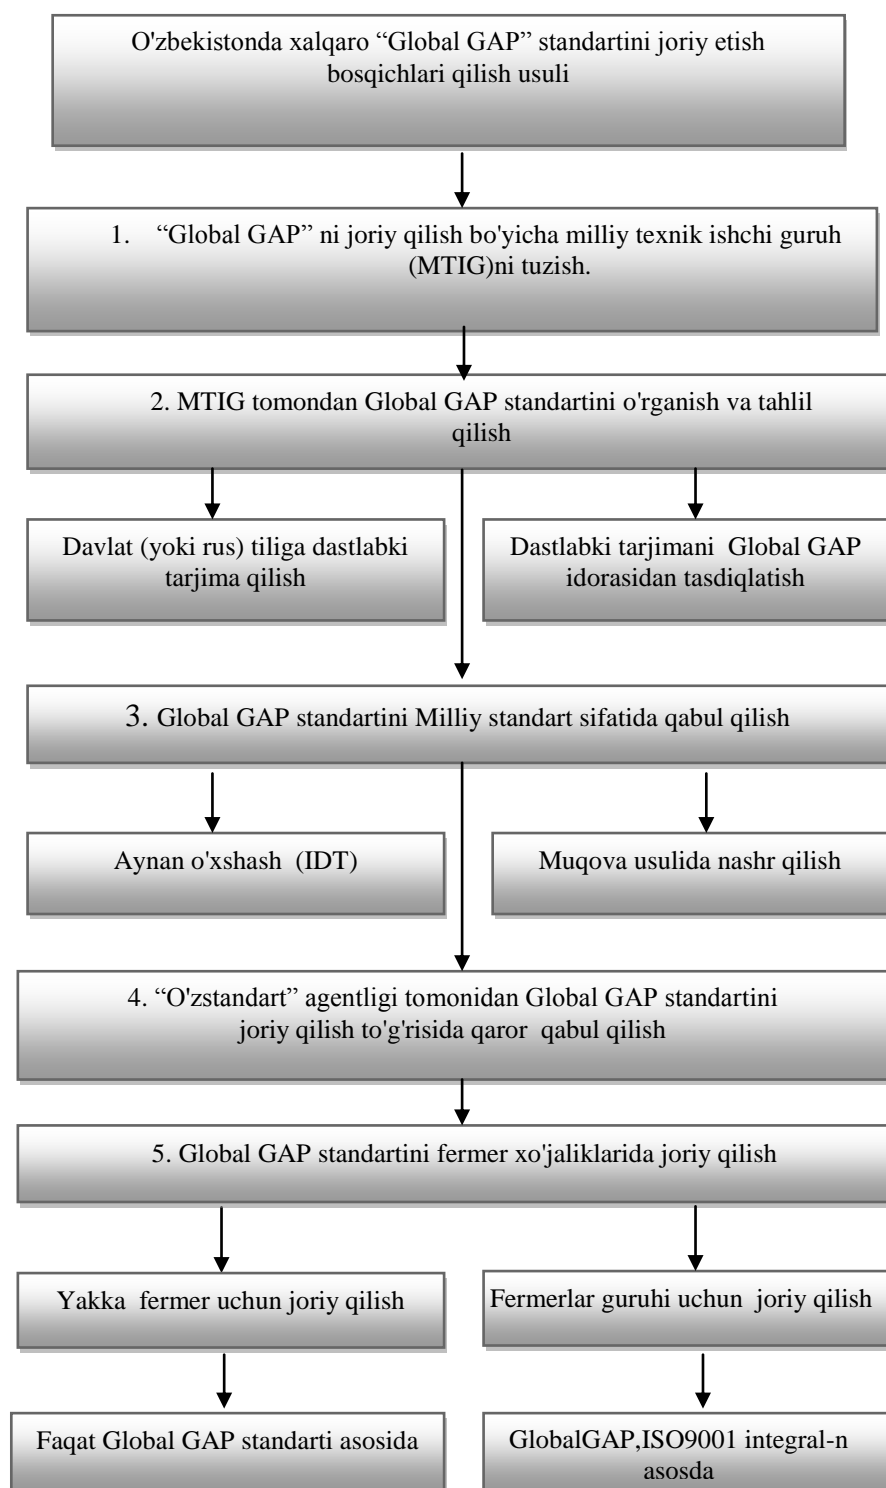 O'zbekistonda xalqaro “Global GAP” standartini joriy etish
bosqichlari qilish usuli
1. “Global GAP” ni joriy qilish bo'yicha milliy texnik ishchi guruh
(MTIG)ni tuzish.
2. MTIG tomondan Global GAP standartini o'rganish va tahlil
qilish
Davlat (yoki rus) tiliga dastlabki
tarjima qilish
Dastlabki tarjimani Global GAP
idorasidan tasdiqlatish
3. Global GAP standartini Milliy standart sifatida qabul qilish
Aynan o'xshash (IDT)
Muqova usulida nashr qilish
4. “O'zstandart” agentligi tomonidan Global GAP standartini
joriy qilish to'g'risida qaror qabul qilish
5. Global GAP standartini fermer xo'jaliklarida joriy qilish
Yakka fermer uchun joriy qilish
Fermerlar guruhi uchun joriy qilish
Faqat Global GAP standarti asosida
GlobalGAP,ISO9001 integral-n
asosda